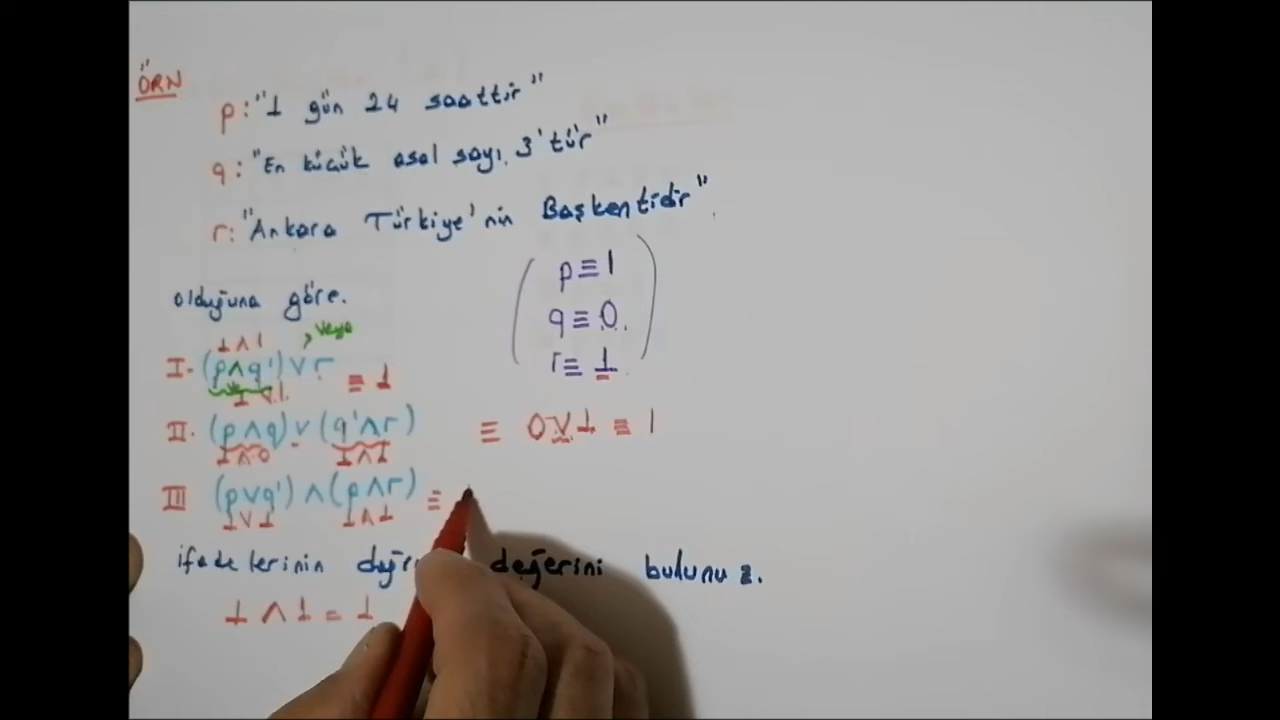 ÖRN
p: "1 gün 24 saattir"
q: "En küçük asal sayı 3'tür"
r: "Ankara Türkiye'nin Başkentidir"
p ≡ 1
q ≡ 0
r ≡ 1
olduğuna göre.
1 ∧ 1
veya
I- (p∧q') ∨ r ≡ 1
1 ∨ 1
II- (p∧q) ∨ (q'∧r) ≡ 0∨1 ≡ 1
1∧0 1∧1
III (p∨q') ∧ (p∧r) ≡
1∨1 1∧1
ifadelerinin değerini bulunuz.
1 ∧ 1 = 1